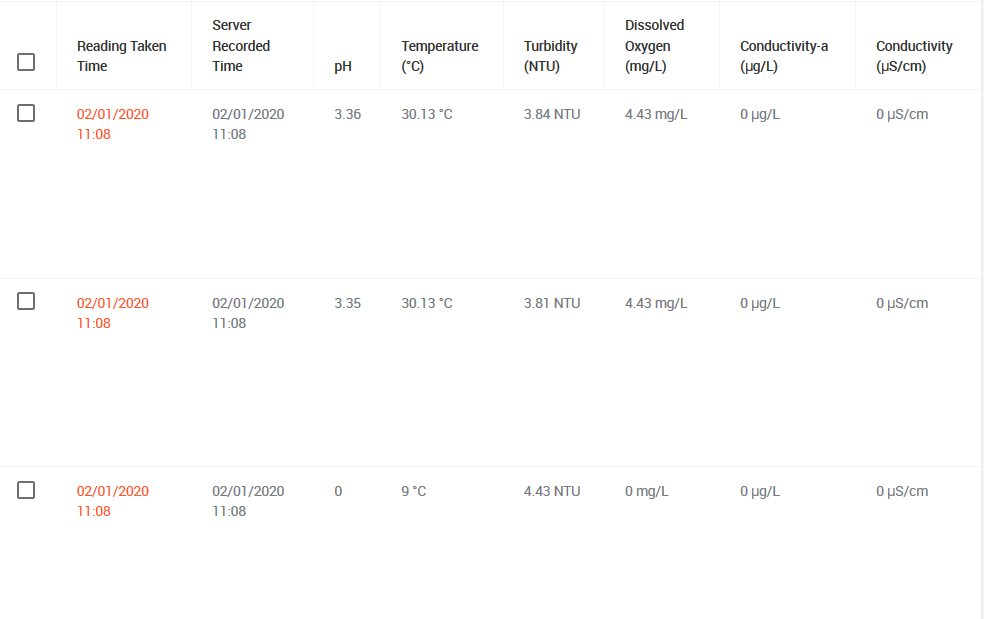 Reading Taken Time
Server Recorded Time
pH
Temperature (°C)
Turbidity (NTU)
Dissolved Oxygen (mg/L)
Conductivity-a (µg/L)
Conductivity (µS/cm)
02/01/2020 11:08
02/01/2020 11:08
3.36
30.13 °C
3.84 NTU
4.43 mg/L
0 µg/L
0 µS/cm
02/01/2020 11:08
02/01/2020 11:08
3.35
30.13 °C
3.81 NTU
4.43 mg/L
0 µg/L
0 µS/cm
02/01/2020 11:08
02/01/2020 11:08
0
9 °C
4.43 NTU
0 mg/L
0 µg/L
0 µS/cm